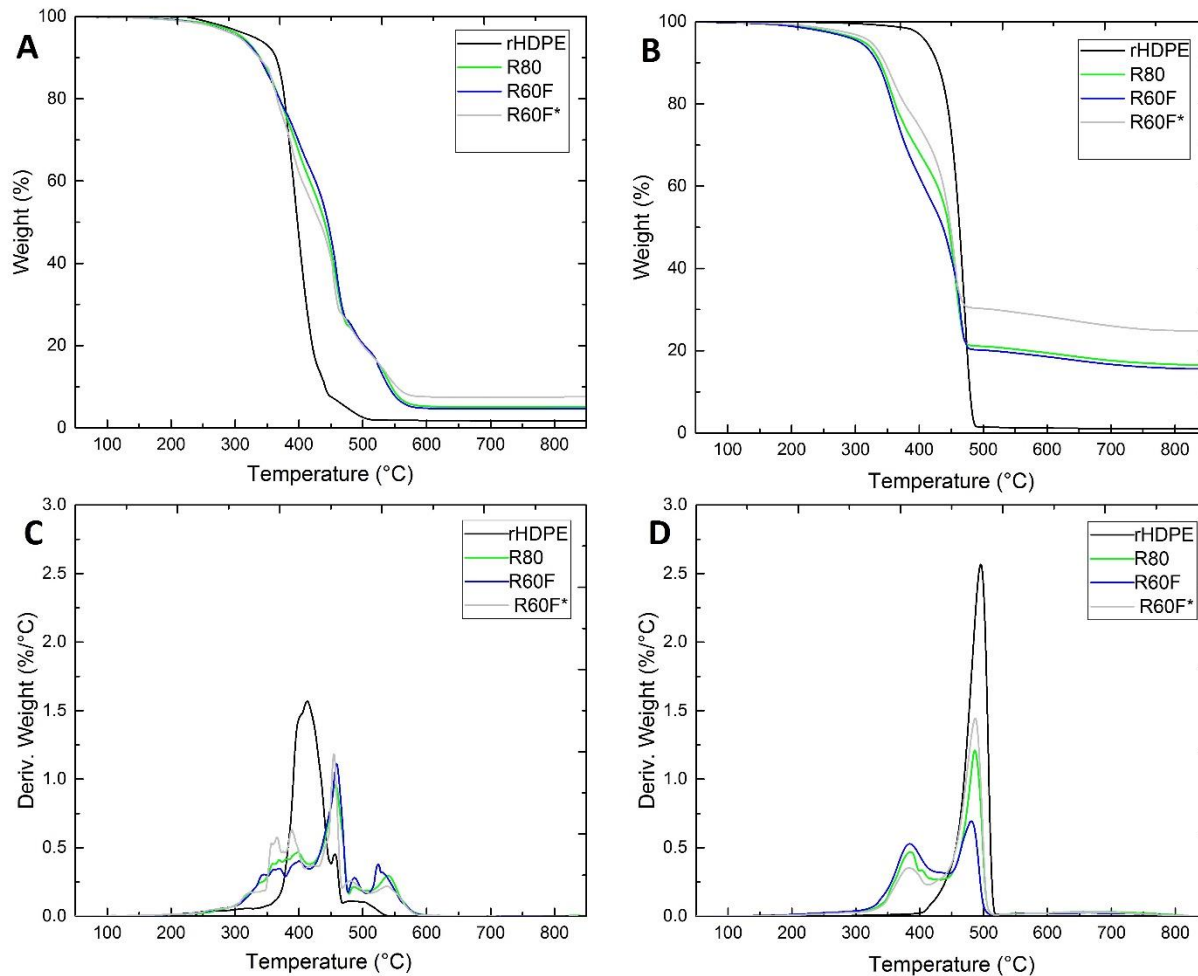 A
rHDPE
R80
R60F
R60F*
Weight (%)
100
80
60
40
20
0
100 200 300 400 500 600 700 800
Temperature (°C)
B
rHDPE
R80
R60F
R60F*
Weight (%)
100
80
60
40
20
0
100 200 300 400 500 600 700 800
Temperature (°C)
C
rHDPE
R80
R60F
R60F*
Deriv. Weight (%/°C)
3.0
2.5
2.0
1.5
1.0
0.5
0.0
100 200 300 400 500 600 700 800
Temperature (°C)
D
rHDPE
R80
R60F
R60F*
Deriv. Weight (%/°C)
3.0
2.5
2.0
1.5
1.0
0.5
0.0
100 200 300 400 500 600 700 800
Temperature (°C)